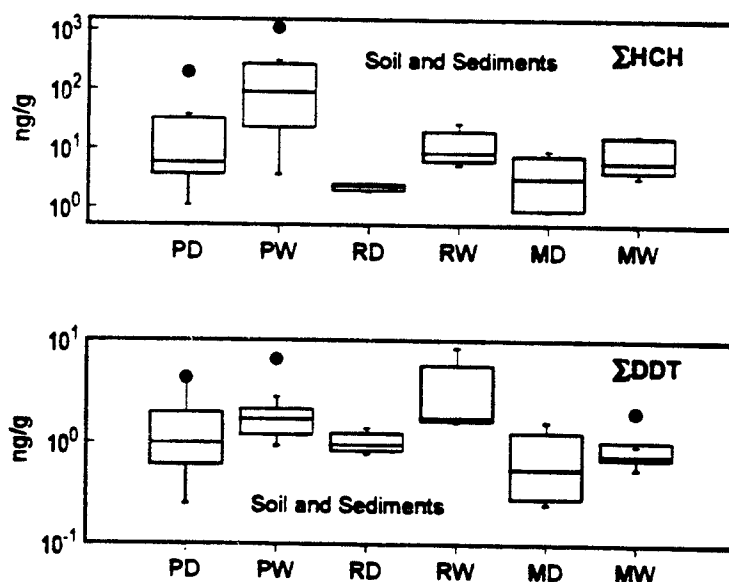 10³
10²
10¹
10⁰
ng/g
Soil and Sediments
ΣHCH
PD PW RD RW MD MW
10¹
10⁰
10⁻¹
ng/g
ΣDDT
Soil and Sediments
PD PW RD RW MD MW